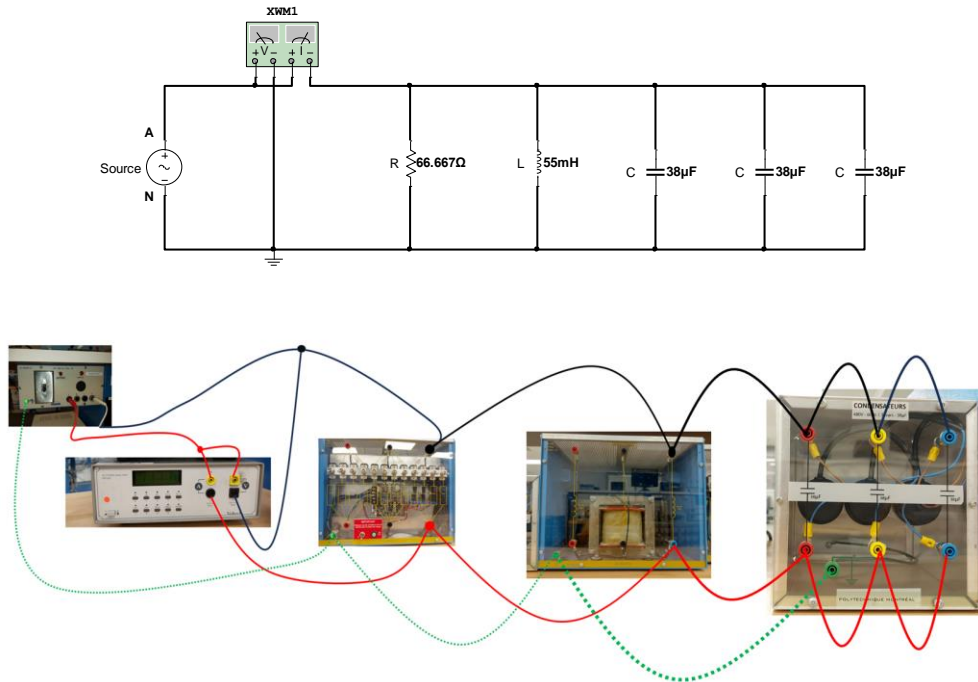 XWM1
V
I
+ − + −
A
Source
N
R 66.667Ω
L 55mH
C 38µF
C 38µF
C 38µF
CONDENSATEURS
POLYTECHNIQUE MONTRÉAL